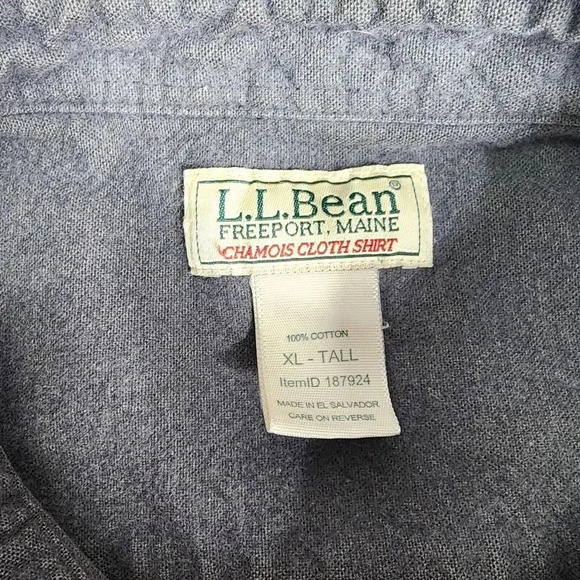 L.L.Bean®
FREEPORT, MAINE
CHAMOIS CLOTH SHIRT
100% COTTON
XL - TALL
ItemID 187924
MADE IN EL SALVADOR
CARE ON REVERSE